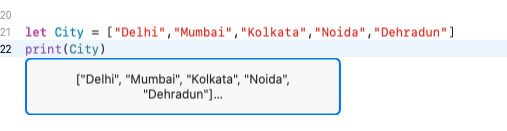 20
21 let City = ["Delhi","Mumbai","Kolkata","Noida","Dehradun"]
22 print(City)
["Delhi", "Mumbai", "Kolkata", "Noida",
"Dehradun"]...